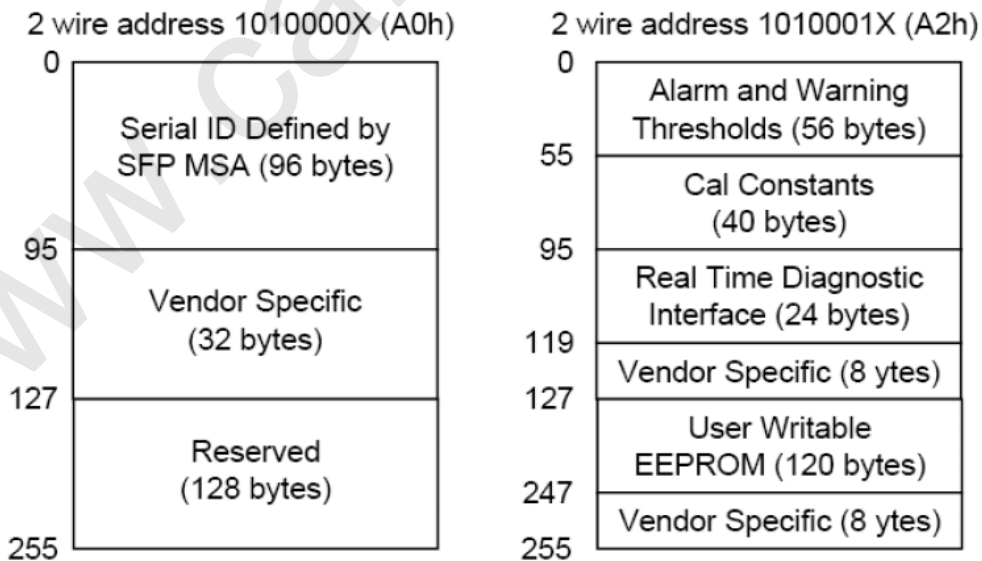 2 wire address 1010000X (A0h)
0
Serial ID Defined by
SFP MSA (96 bytes)
95
Vendor Specific
(32 bytes)
127
Reserved
(128 bytes)
255
2 wire address 1010001X (A2h)
0
Alarm and Warning
Thresholds (56 bytes)
55
Cal Constants
(40 bytes)
95
Real Time Diagnostic
Interface (24 bytes)
119
Vendor Specific (8 ytes)
127
User Writable
EEPROM (120 bytes)
247
Vendor Specific (8 ytes)
255